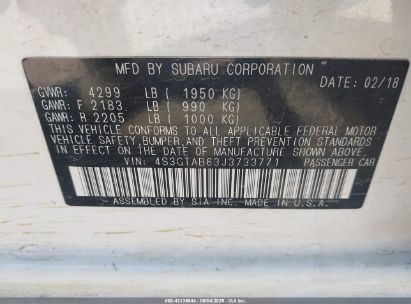 MFD BY SUBARU CORPORATION
DATE: 02/18
GVWR: 4299 LB ( 1950 KG)
GAWR: F 2183 LB ( 990 KG)
GAWR: R 2205 LB ( 1000 KG)
THIS VEHICLE CONFORMS TO ALL APPLICABLE FEDERAL MOTOR
VEHICLE SAFETY, BUMPER, AND THEFT PREVENTION STANDARDS
IN EFFECT ON THE DATE OF MANUFACTURE SHOWN ABOVE.
VIN: 4S3GTAB63J3733771 PASSENGER CAR
ASSEMBLED BY SIA INC. MADE IN U.S.A.